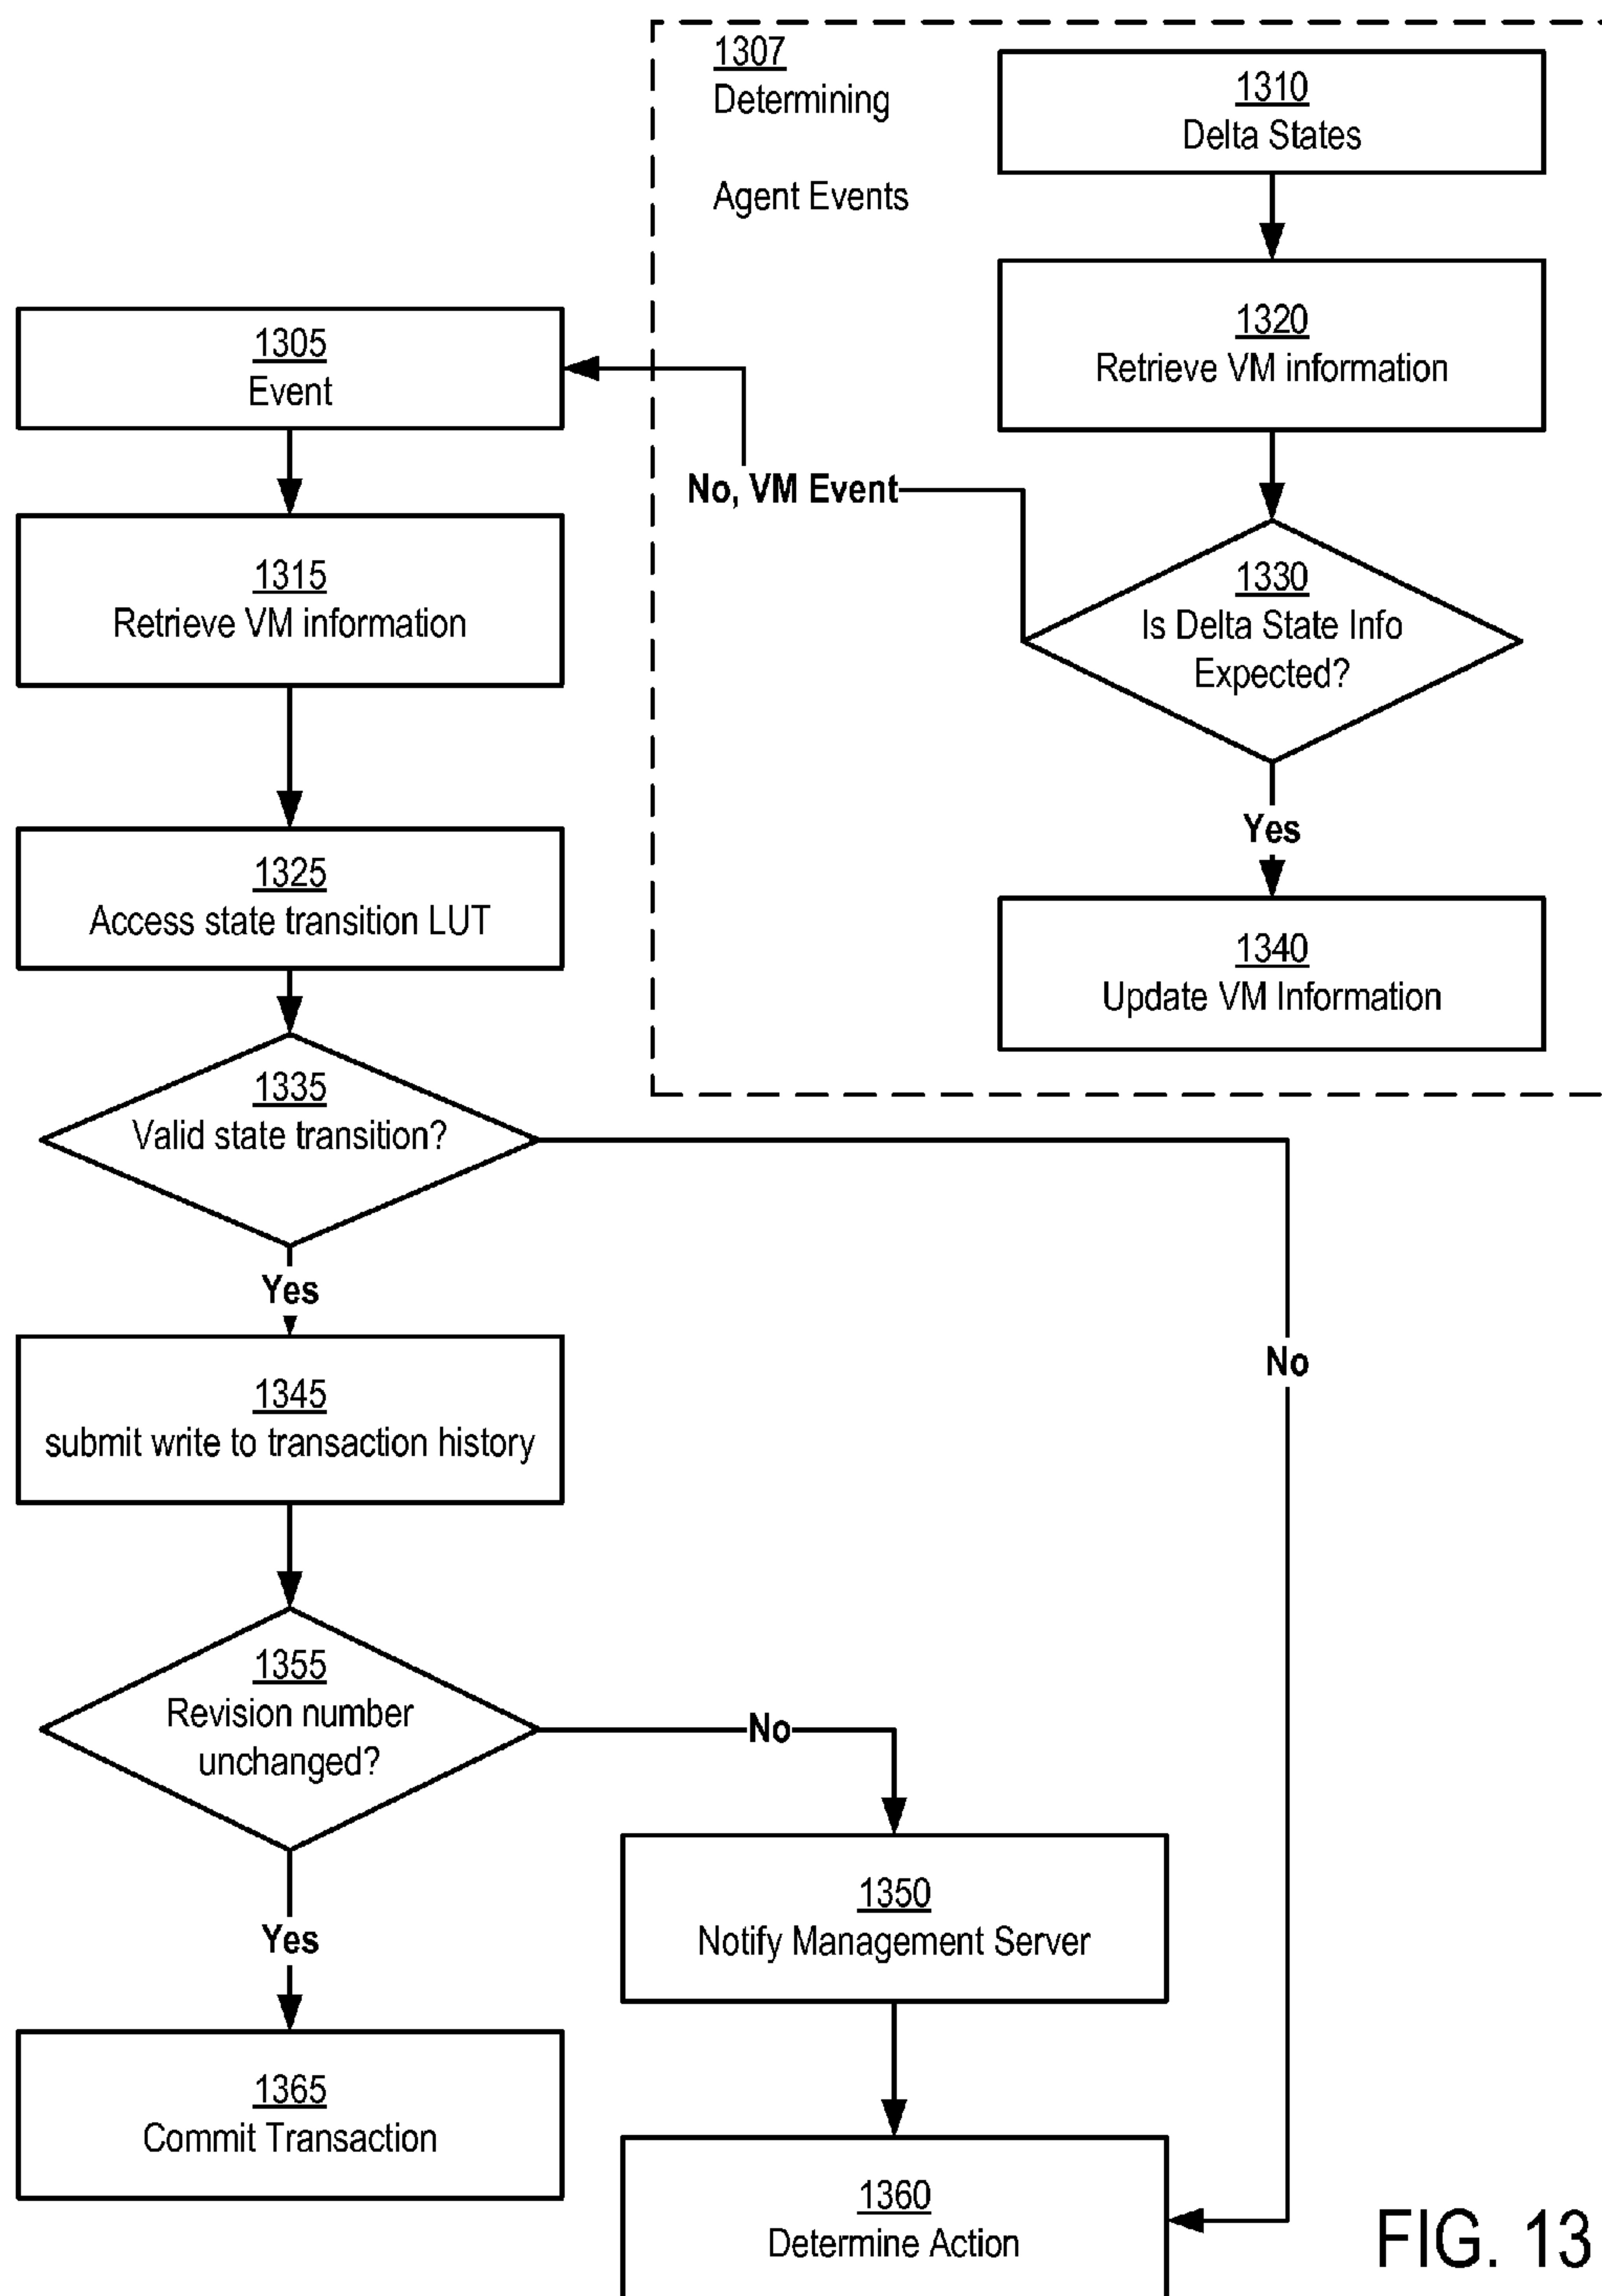 1307
Determining
Agent Events
1310
Delta States
1320
Retrieve VM information
1305
Event
No, VM Event
1330
Is Delta State Info
Expected?
1315
Retrieve VM information
Yes
1325
Access state transition LUT
1340
Update VM Information
1335
Valid state transition?
Yes
No
1345
submit write to transaction history
1355
Revision number
unchanged?
No
1350
Notify Management Server
Yes
1365
Commit Transaction
1360
Determine Action
FIG. 13